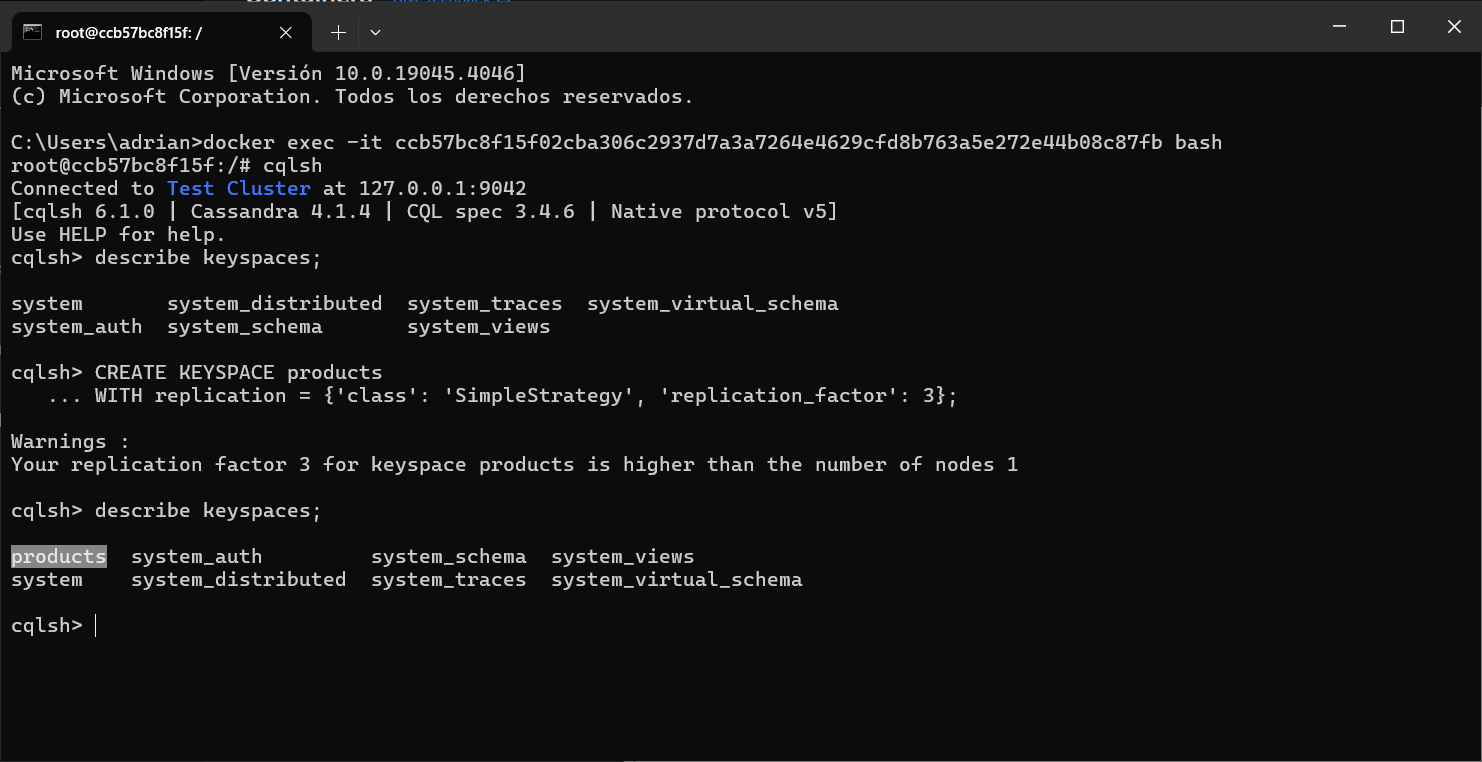 root@ccb57bc8f15f: /
Microsoft Windows [Versión 10.0.19045.4046]
(c) Microsoft Corporation. Todos los derechos reservados.
C:\Users\adrian>docker exec -it ccb57bc8f15f02cba306c2937d7a3a7264e4629cfd8b763a5e272e44b08c87fb bash
root@ccb57bc8f15f:/# cqlsh
Connected to Test Cluster at 127.0.0.1:9042
[cqlsh 6.1.0 | Cassandra 4.1.4 | CQL spec 3.4.6 | Native protocol v5]
Use HELP for help.
cqlsh> describe keyspaces;
system       system_distributed  system_traces  system_virtual_schema
system_auth  system_schema       system_views
cqlsh> CREATE KEYSPACE products
   ... WITH replication = {'class': 'SimpleStrategy', 'replication_factor': 3};
Warnings :
Your replication factor 3 for keyspace products is higher than the number of nodes 1
cqlsh> describe keyspaces;
products  system_auth         system_schema  system_views
system    system_distributed  system_traces  system_virtual_schema
cqlsh>